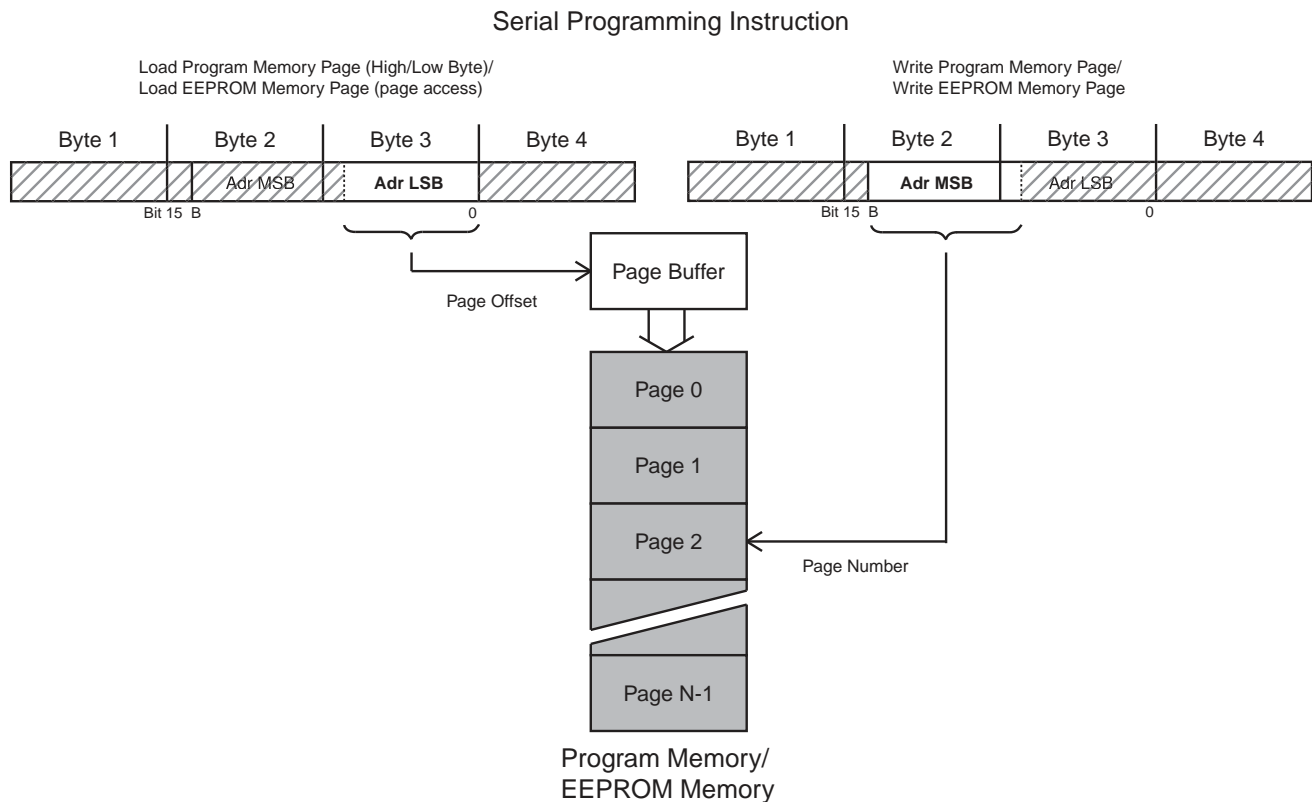 Serial Programming Instruction
Load Program Memory Page (High/Low Byte)/
Load EEPROM Memory Page (page access)
Write Program Memory Page/
Write EEPROM Memory Page
Byte 1 Byte 2 Byte 3 Byte 4
Byte 1 Byte 2 Byte 3 Byte 4
Adr MSB Adr LSB
Adr MSB Adr LSB
Bit 15 B 0
Bit 15 B 0
Page Buffer
Page Offset
Page 0
Page 1
Page 2
Page Number
Page N-1
Program Memory/
EEPROM Memory